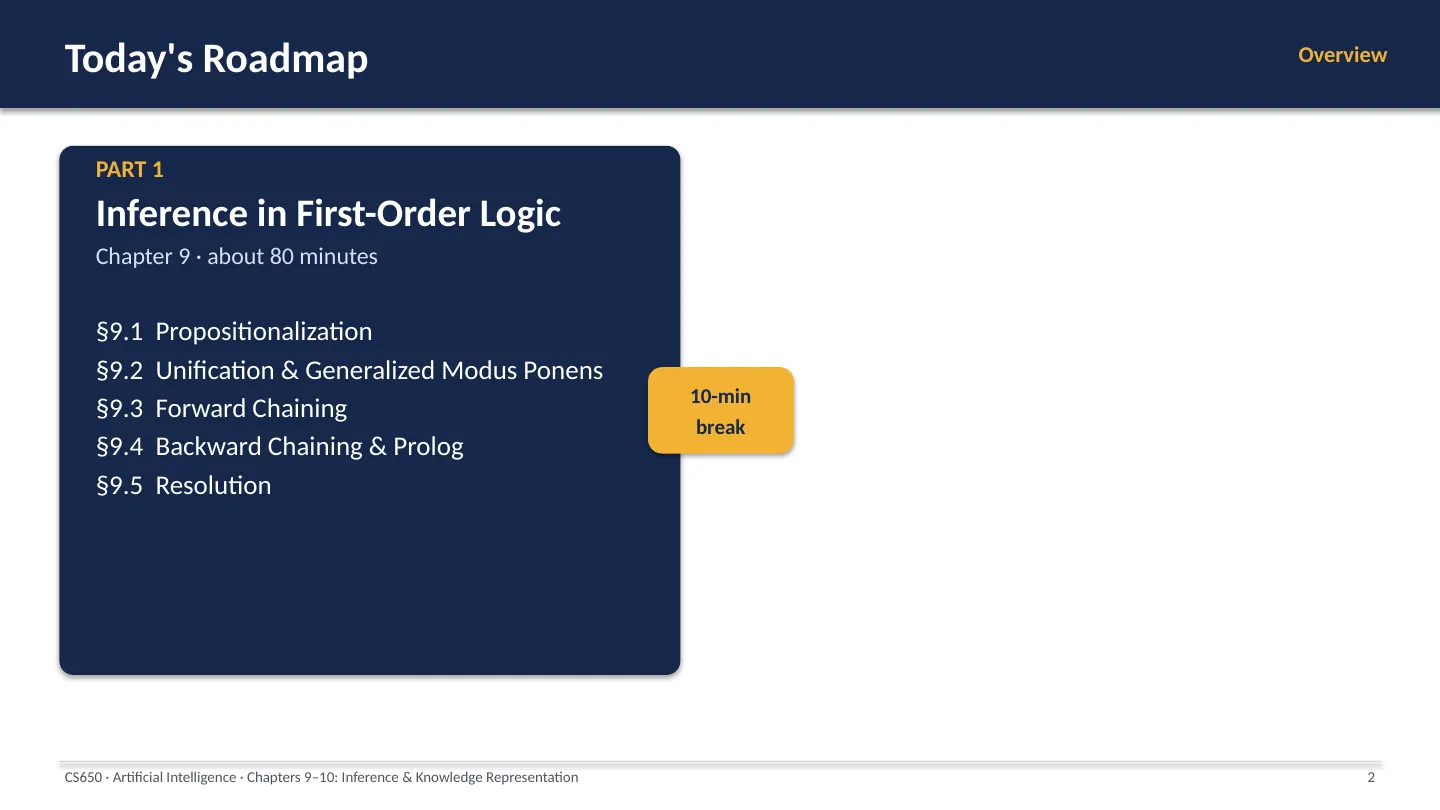 Today's Roadmap
Overview
PART 1
Inference in First-Order Logic
Chapter 9 · about 80 minutes
§9.1 Propositionalization
§9.2 Unification & Generalized Modus Ponens
§9.3 Forward Chaining
§9.4 Backward Chaining & Prolog
§9.5 Resolution
10-min
break
CS650 · Artificial Intelligence · Chapters 9–10: Inference & Knowledge Representation
2